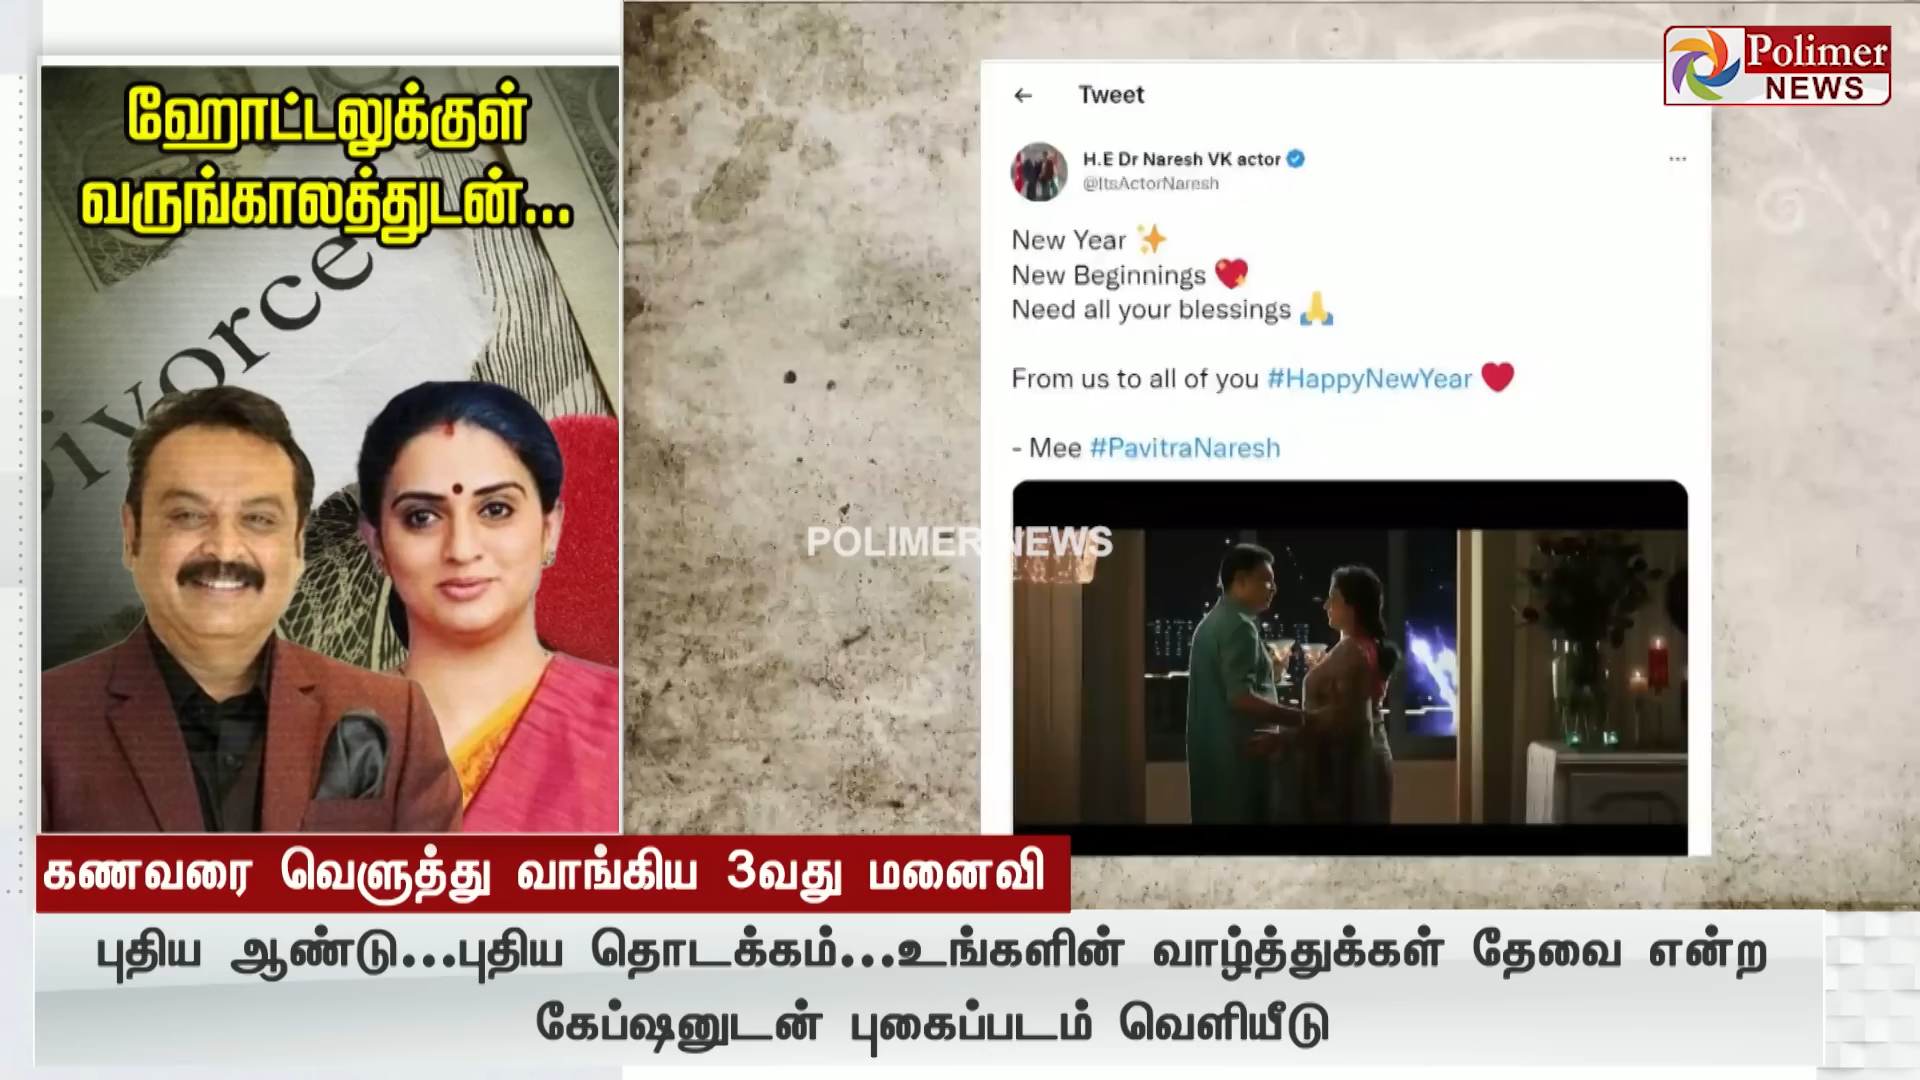 ஹோட்டலுக்குள்
வருங்காலத்துடன்...
Divorce
Polimer
NEWS
← Tweet
H.E Dr Naresh VK actor
@ItsActorNaresh
New Year ✨
New Beginnings 💖
Need all your blessings 🙏
From us to all of you #HappyNewYear ❤️
- Mee #PavitraNaresh
POLIMER NEWS
கணவரை வெளுத்து வாங்கிய 3வது மனைவி
புதிய ஆண்டு...புதிய தொடக்கம்...உங்களின் வாழ்த்துக்கள் தேவை என்ற
கேப்ஷனுடன் புகைப்படம் வெளியீடு